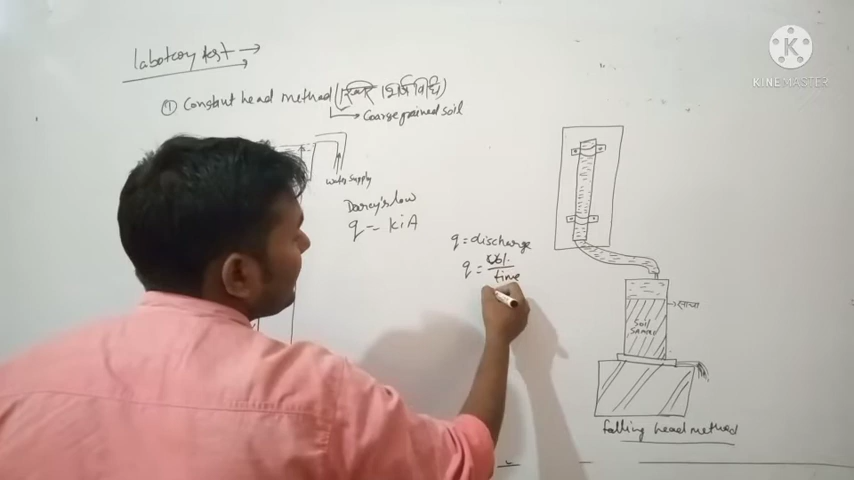 labotory test →
① Constant head method (स्थिर शिर्ष विधि)
→ Coarse grained soil
water supply
Darcy's low
q = kiA
q = discharge
q = vol.
time
→ साचा
Soil
Sample
falling head method
K
KINEMASTER